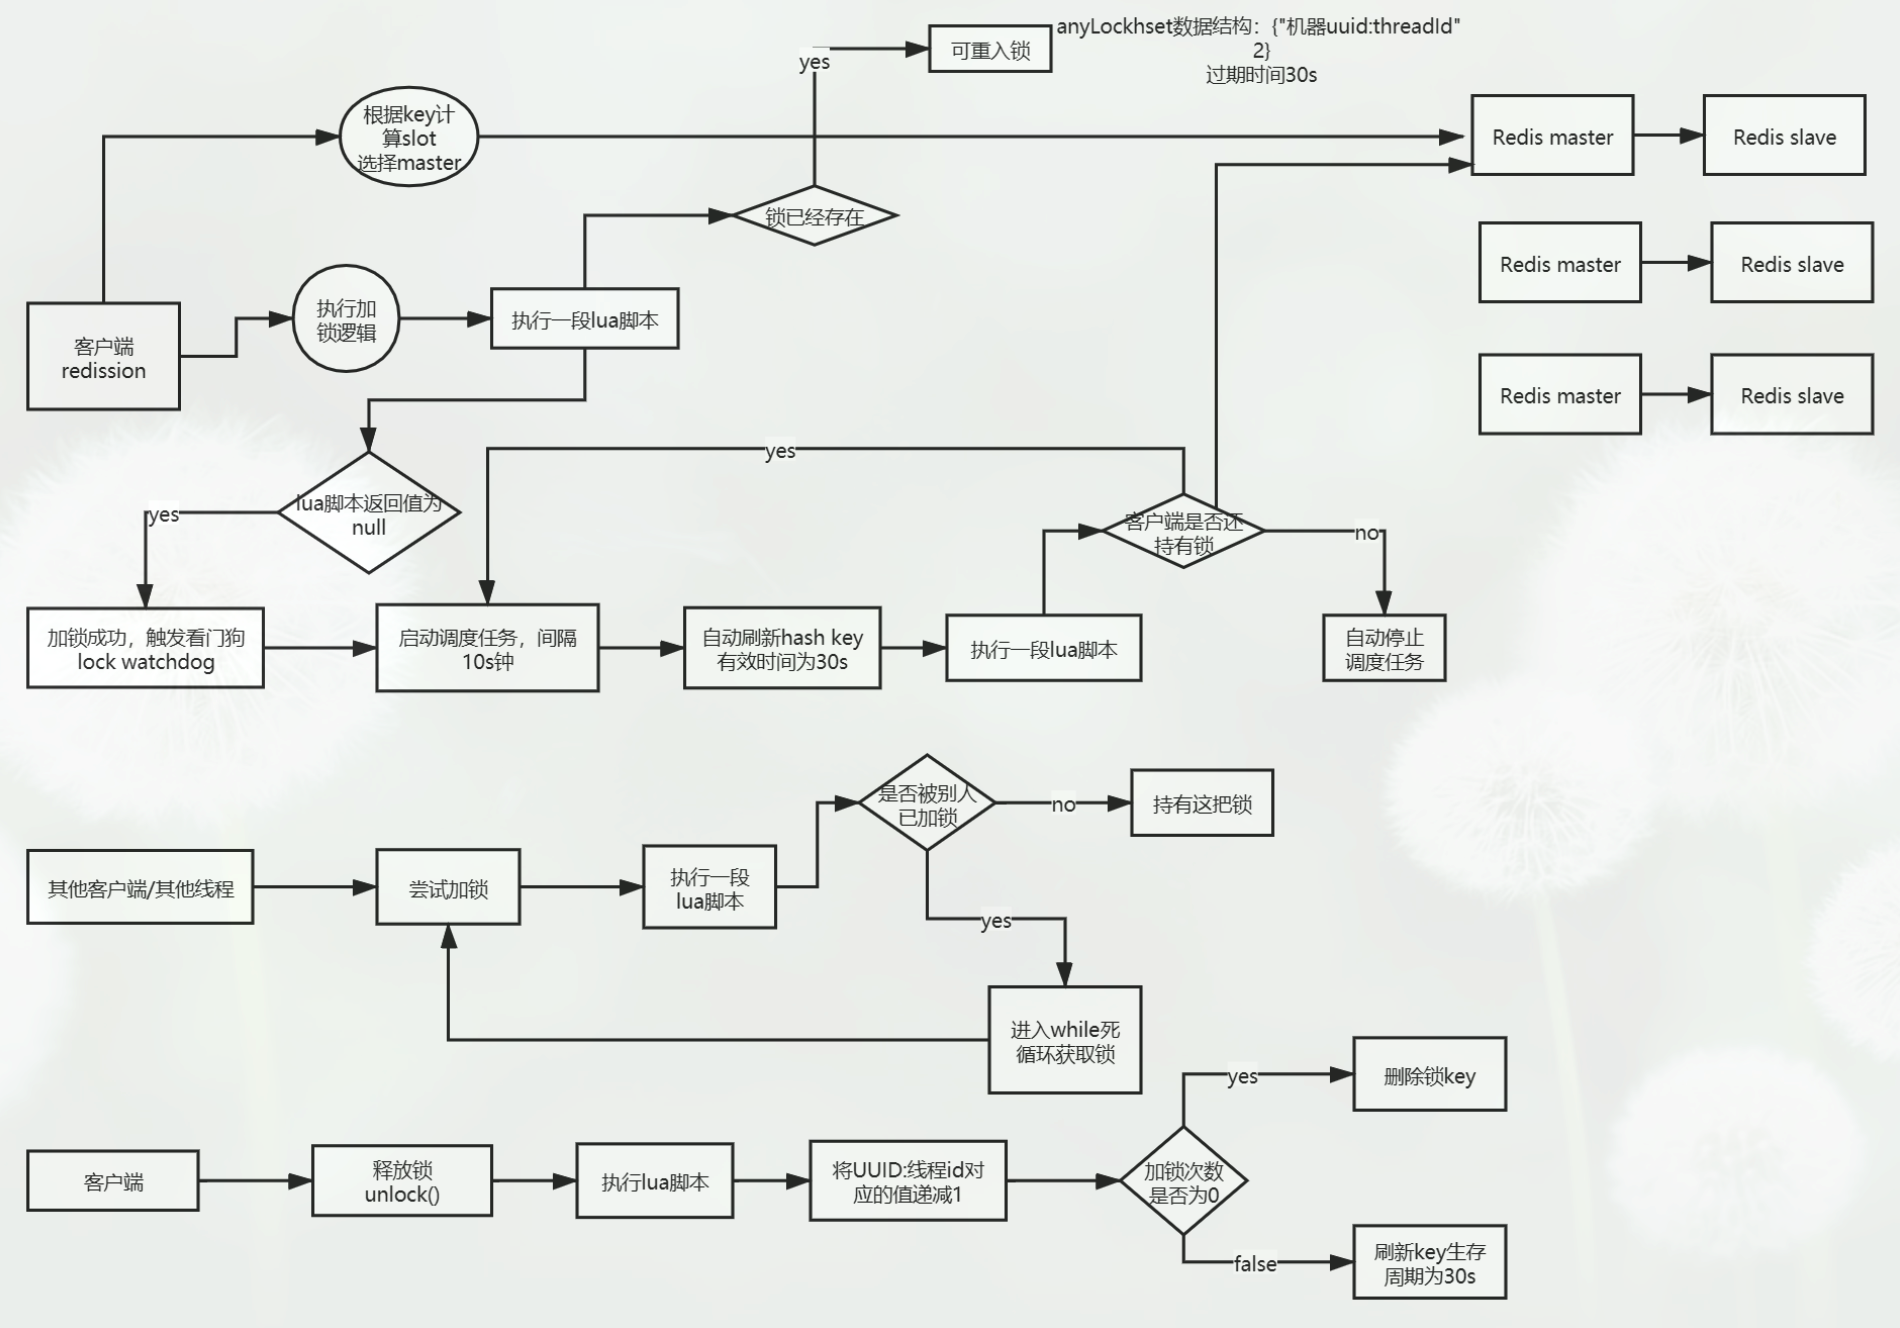 anyLockhset数据结构：{"机器uuid:threadId"
2}
过期时间30s
yes
可重入锁
根据key计
算slot
选择master
Redis master
Redis slave
锁已经存在
Redis master
Redis slave
执行加
锁逻辑
执行一段lua脚本
客户端
redission
Redis master
Redis slave
yes
lua脚本返回值为
null
yes
客户端是否还
持有锁
no
加锁成功，触发看门狗
lock watchdog
启动调度任务，间隔
10s钟
自动刷新hash key
有效时间为30s
执行一段lua脚本
自动停止
调度任务
是否被别人
已加锁
no
持有这把锁
其他客户端/其他线程
尝试加锁
执行一段
lua脚本
yes
进入while死
循环获取锁
yes
删除锁key
客户端
释放锁
unlock()
执行lua脚本
将UUID:线程id对
应的值递减1
加锁次数
是否为0
false
刷新key生存
周期为30s